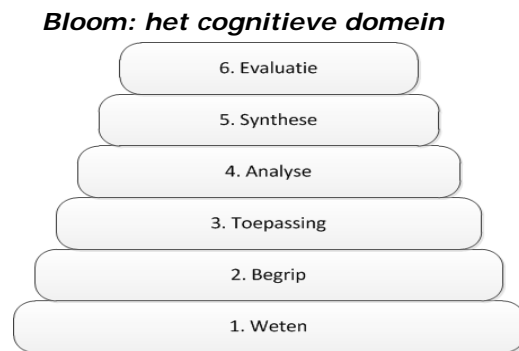 Bloom: het cognitieve domein
6. Evaluatie
5. Synthese
4. Analyse
3. Toepassing
2. Begrip
1. Weten